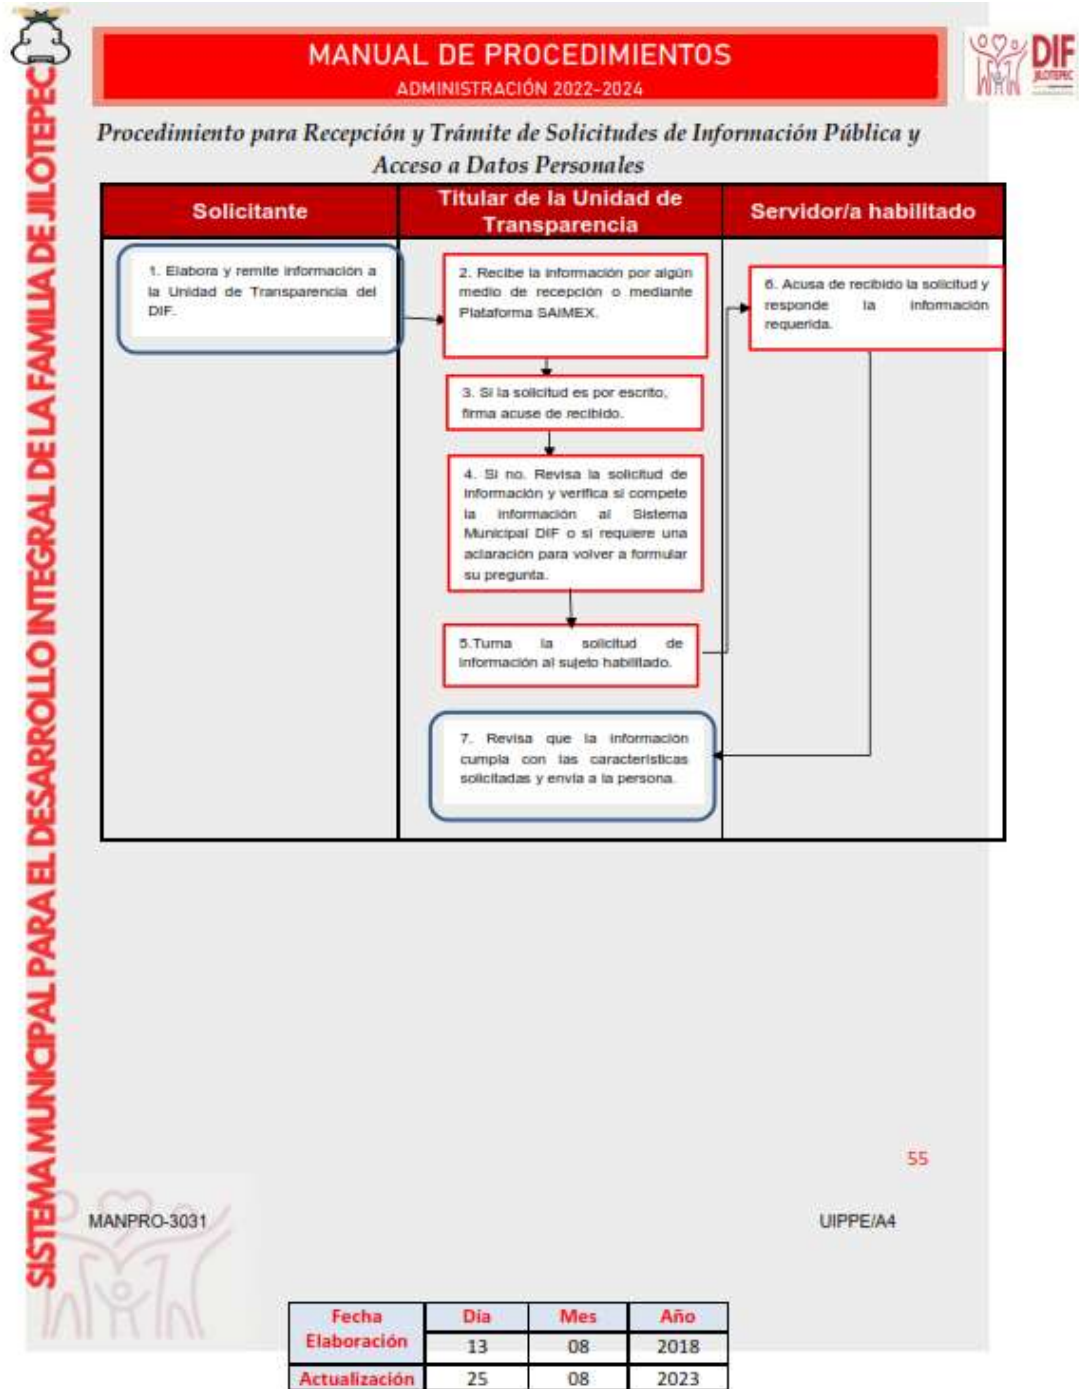 MANUAL DE PROCEDIMIENTOS
ADMINISTRACIÓN 2022-2024
DIF
JILOTEPEC
SISTEMA MUNICIPAL PARA EL DESARROLLO INTEGRAL DE LA FAMILIA DE JILOTEPEC
Procedimiento para Recepción y Trámite de Solicitudes de Información Pública y
Acceso a Datos Personales
Solicitante
Titular de la Unidad de
Transparencia
Servidor/a habilitado
1. Elabora y remite información a
la Unidad de Transparencia del
DIF.
2. Recibe la información por algún
medio de recepción o mediante
Plataforma SAIMEX.
3. Si la solicitud es por escrito,
firma acuse de recibido.
4. Si no. Revisa la solicitud de
información y verifica si compete
la información al Sistema
Municipal DIF o si requiere una
aclaración para volver a formular
su pregunta.
5.Turna la solicitud de
información al sujeto habilitado.
6. Acusa de recibido la solicitud y
responde la información
requerida.
7. Revisa que la información
cumpla con las características
solicitadas y envía a la persona.
55
MANPRO-3031
UIPPE/A4
Fecha Día Mes Año
Elaboración 13 08 2018
Actualización 25 08 2023